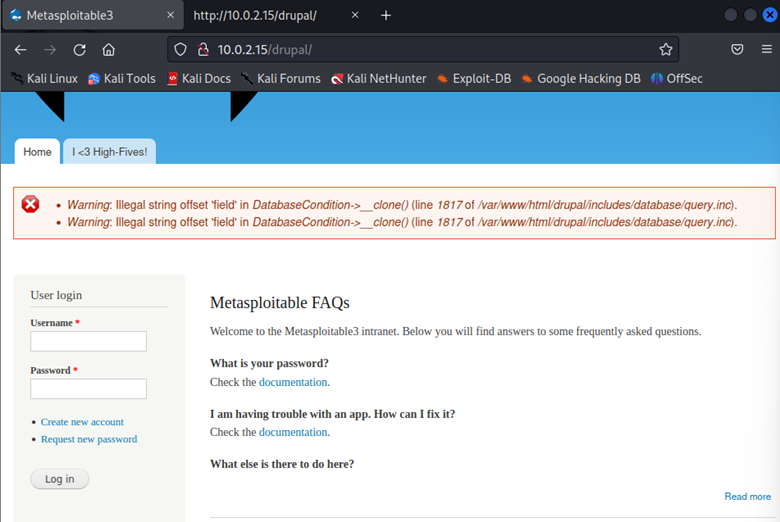 Metasploitable3
http://10.0.2.15/drupal/
10.0.2.15/drupal/
Kali Linux Kali Tools Kali Docs Kali Forums Kali NetHunter Exploit-DB Google Hacking DB OffSec
Home I <3 High-Fives!
Warning: Illegal string offset 'field' in DatabaseCondition->__clone() (line 1817 of /var/www/html/drupal/includes/database/query.inc).
Warning: Illegal string offset 'field' in DatabaseCondition->__clone() (line 1817 of /var/www/html/drupal/includes/database/query.inc).
User login
Username *
Password *
Create new account
Request new password
Log in
Metasploitable FAQs
Welcome to the Metasploitable3 intranet. Below you will find answers to some frequently asked questions.
What is your password?
Check the documentation.
I am having trouble with an app. How can I fix it?
Check the documentation.
What else is there to do here?
Read more